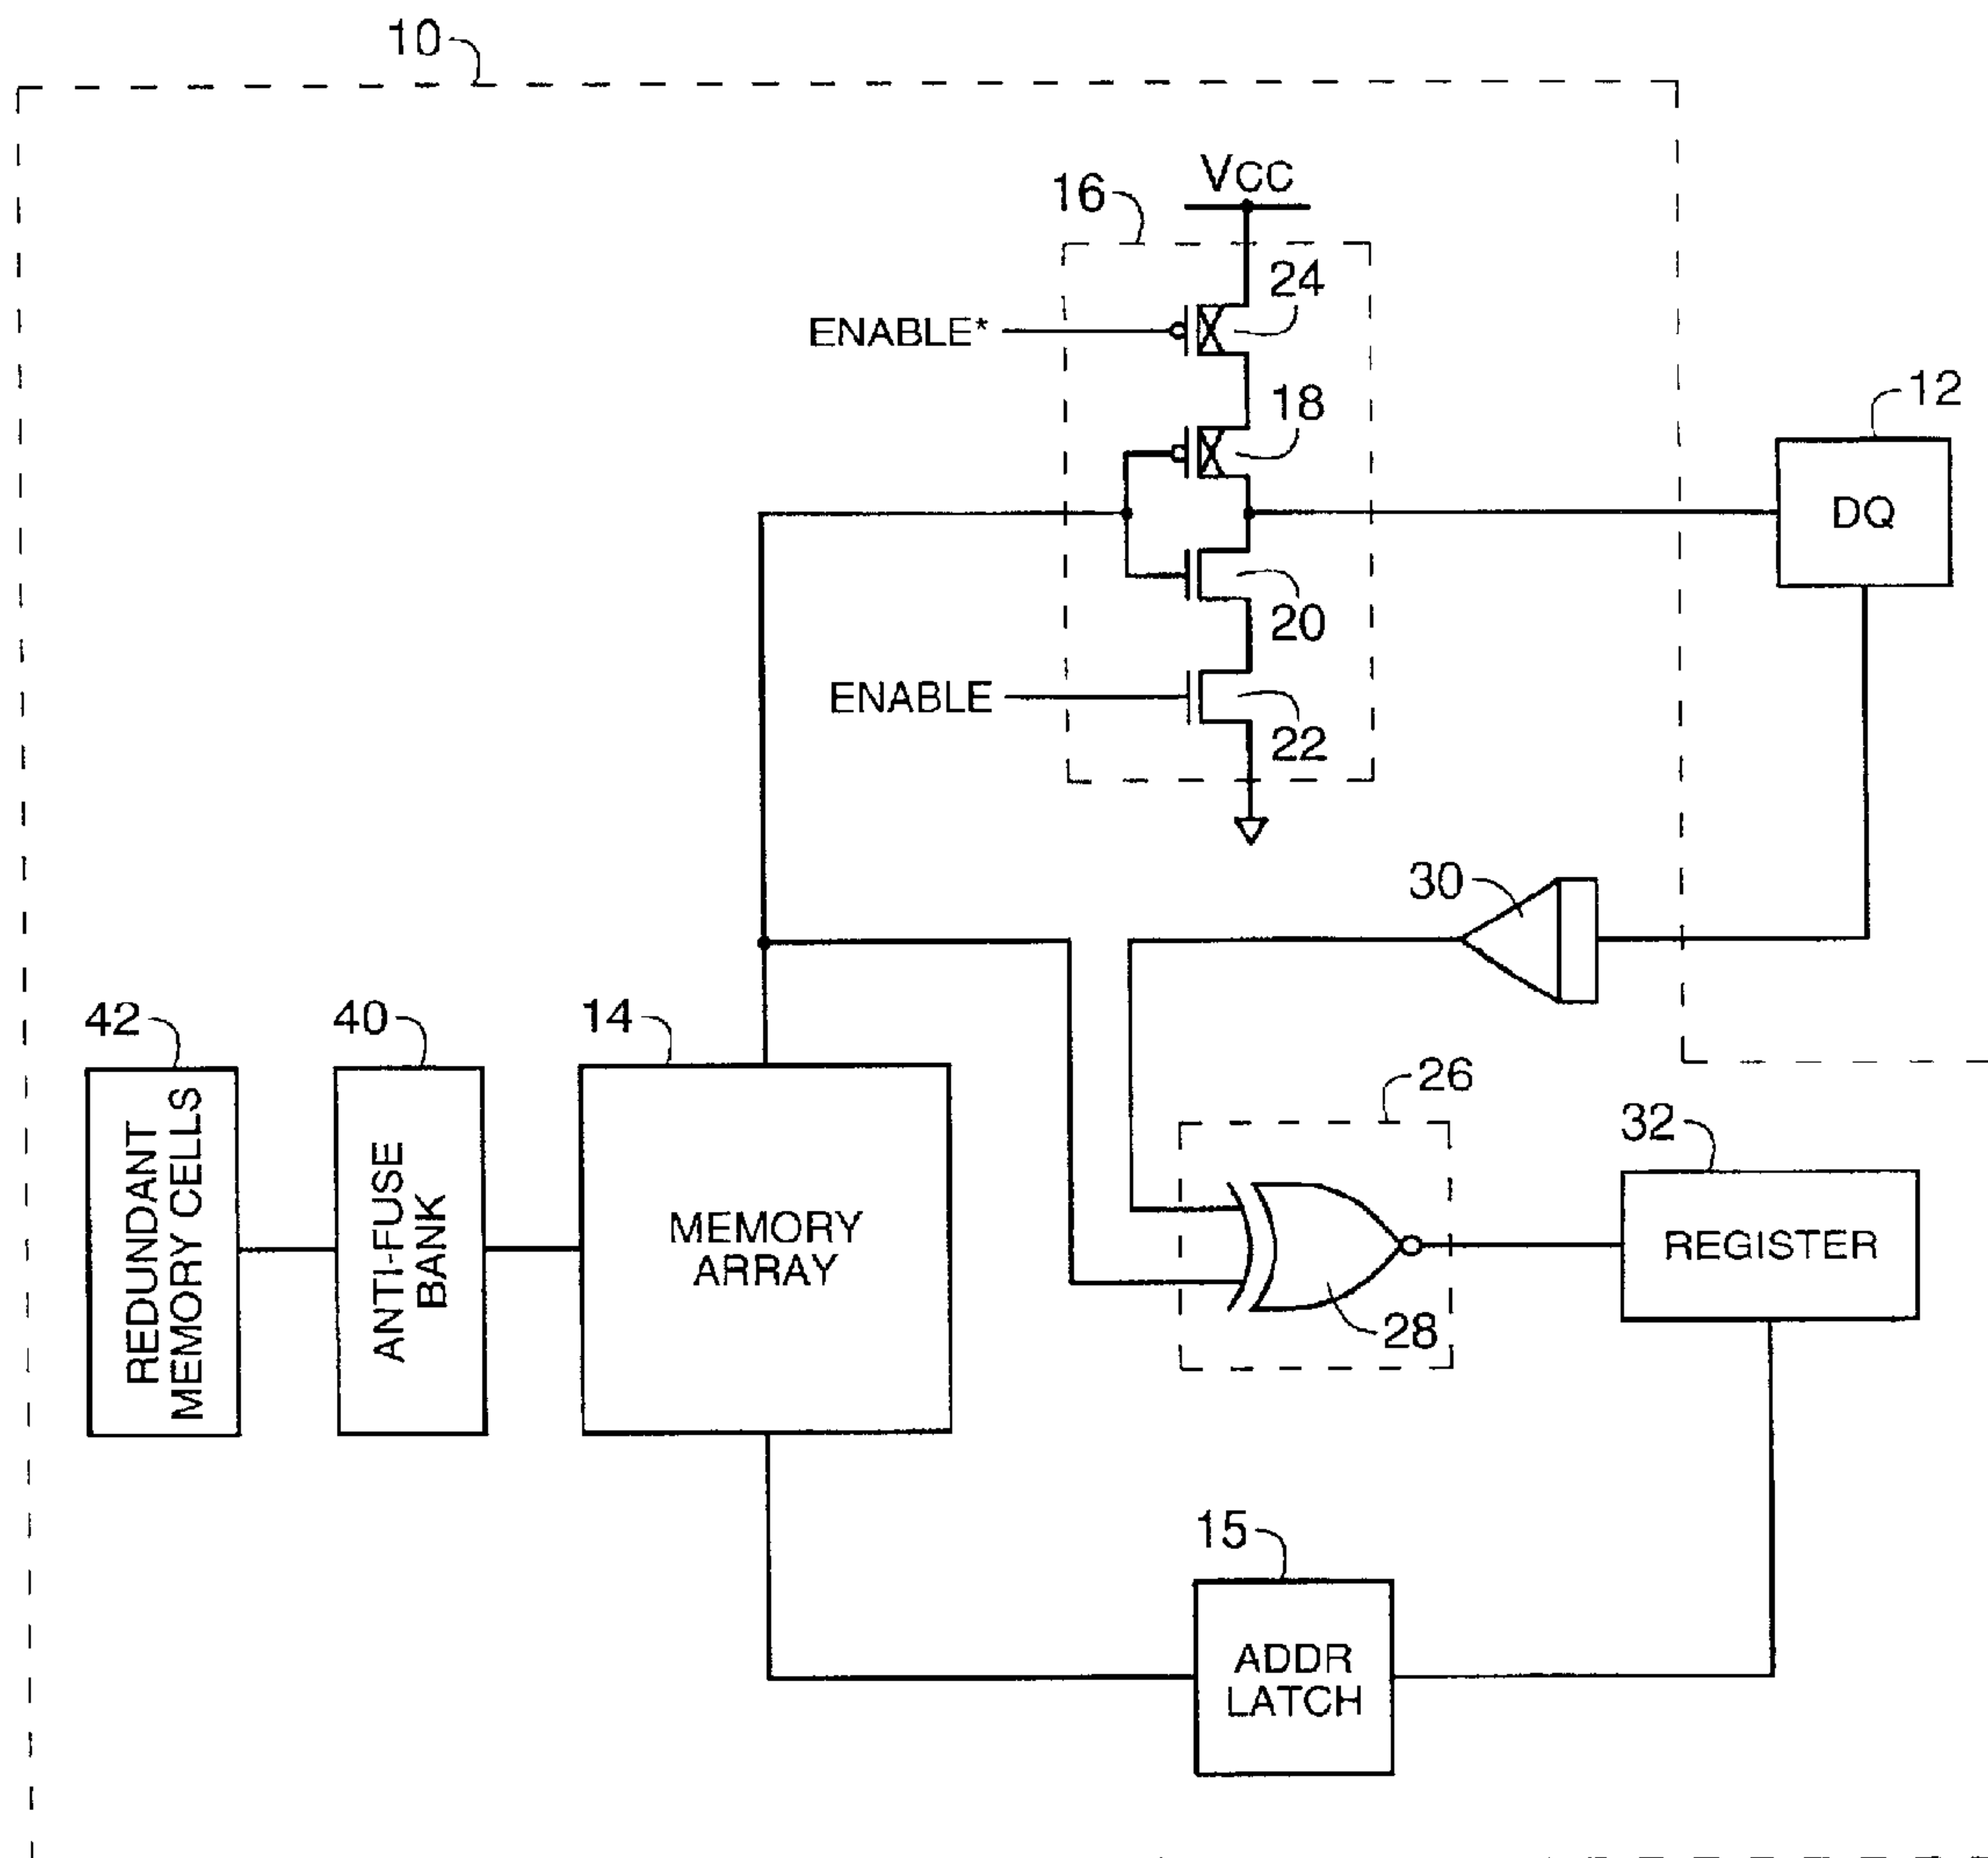 10
VCC
16
24
ENABLE*
18
12
DQ
20
ENABLE
22
30
42
40
14
26
32
REDUNDANT
MEMORY CELLS
ANTI-FUSE
BANK
MEMORY
ARRAY
REGISTER
28
15
ADDR
LATCH